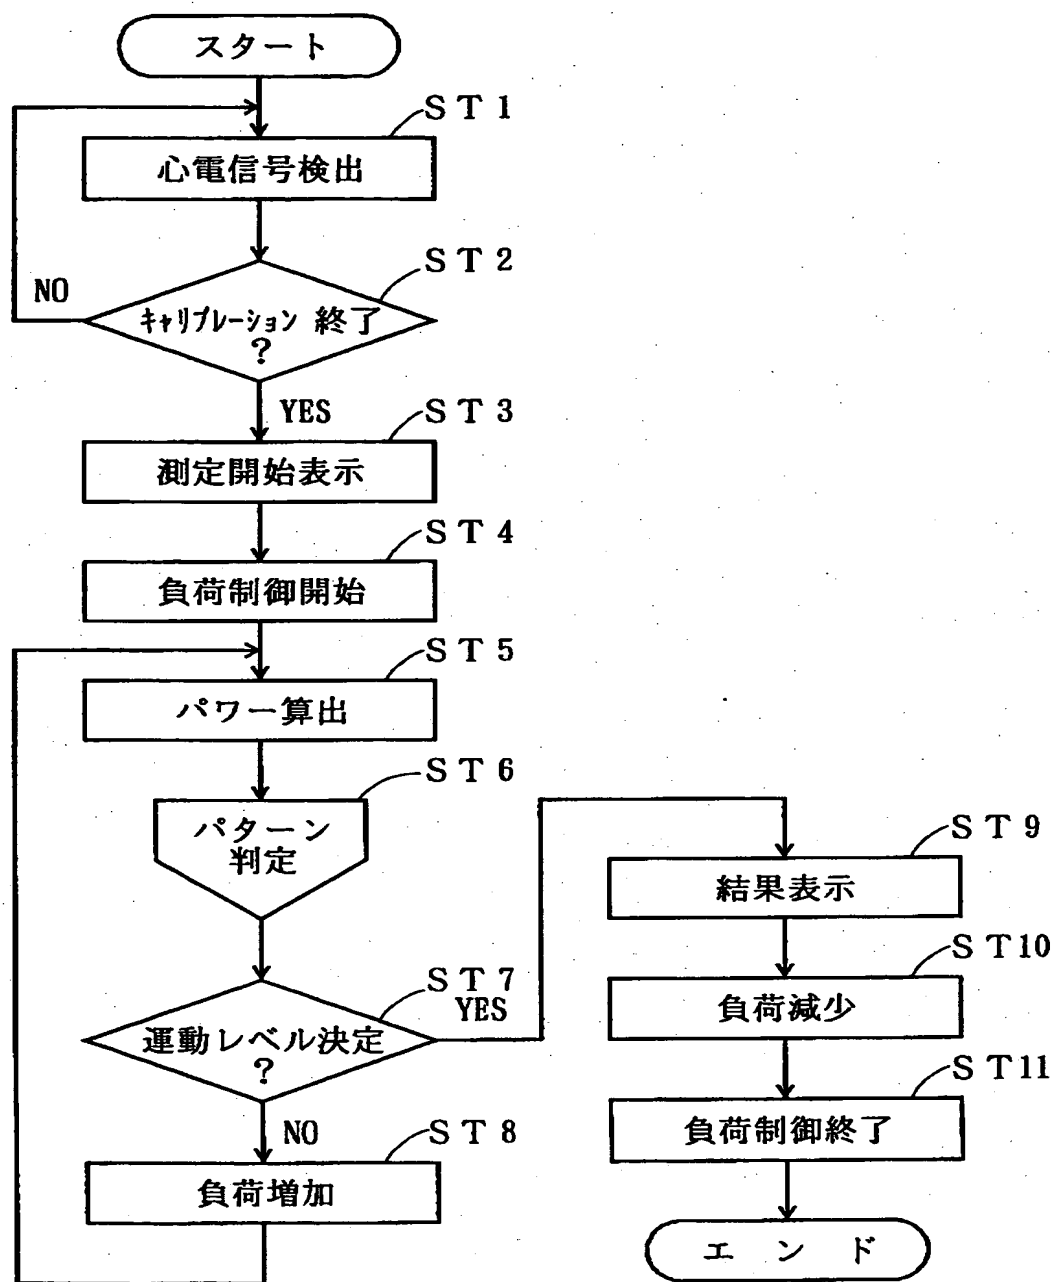 スタート
ST1
心電信号検出
ST2
NO
ｷｬﾘﾌﾞﾚｰｼｮﾝ 終了
?
YES
ST3
測定開始表示
ST4
負荷制御開始
ST5
パワー算出
ST6
パターン
判定
ST7
YES
運動レベル決定
?
NO
ST8
負荷増加
ST9
結果表示
ST10
負荷減少
ST11
負荷制御終了
エンド